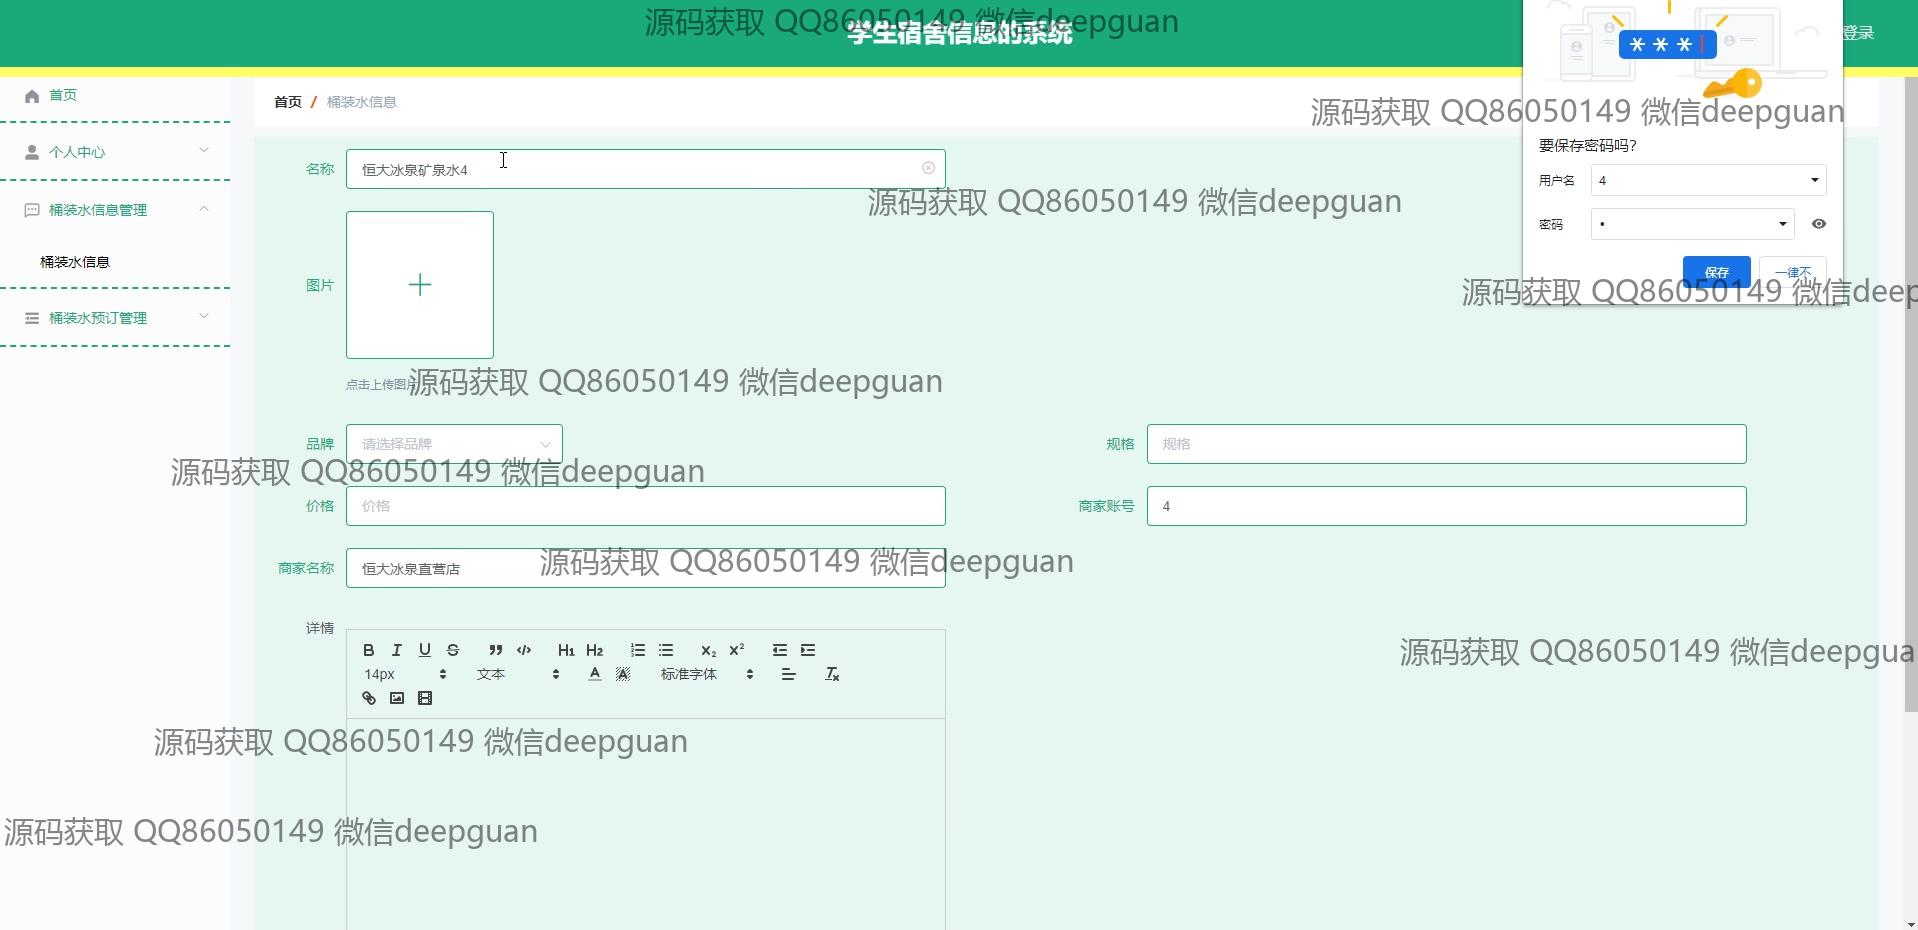 源码获取 QQ86050149 微信deepguan
学生宿舍信息的系统
登录
首页
个人中心
桶装水信息管理
桶装水信息
桶装水预订管理
首页 / 桶装水信息
源码获取 QQ86050149 微信deepguan
要保存密码吗?
用户名 4
密码 •
保存 一律不
名称 恒大冰泉矿泉水4
源码获取 QQ86050149 微信deepguan
源码获取 QQ86050149 微信deep
图片
点击上传图片
源码获取 QQ86050149 微信deepguan
品牌 请选择品牌
规格 规格
源码获取 QQ86050149 微信deepguan
价格 价格
商家账号 4
商家名称 恒大冰泉直营店
源码获取 QQ86050149 微信deepguan
详情
B I U S H1 H2 x2 x2
14px 文本 A A 标准字体 Tx
源码获取 QQ86050149 微信deepgua
源码获取 QQ86050149 微信deepguan
源码获取 QQ86050149 微信deepguan